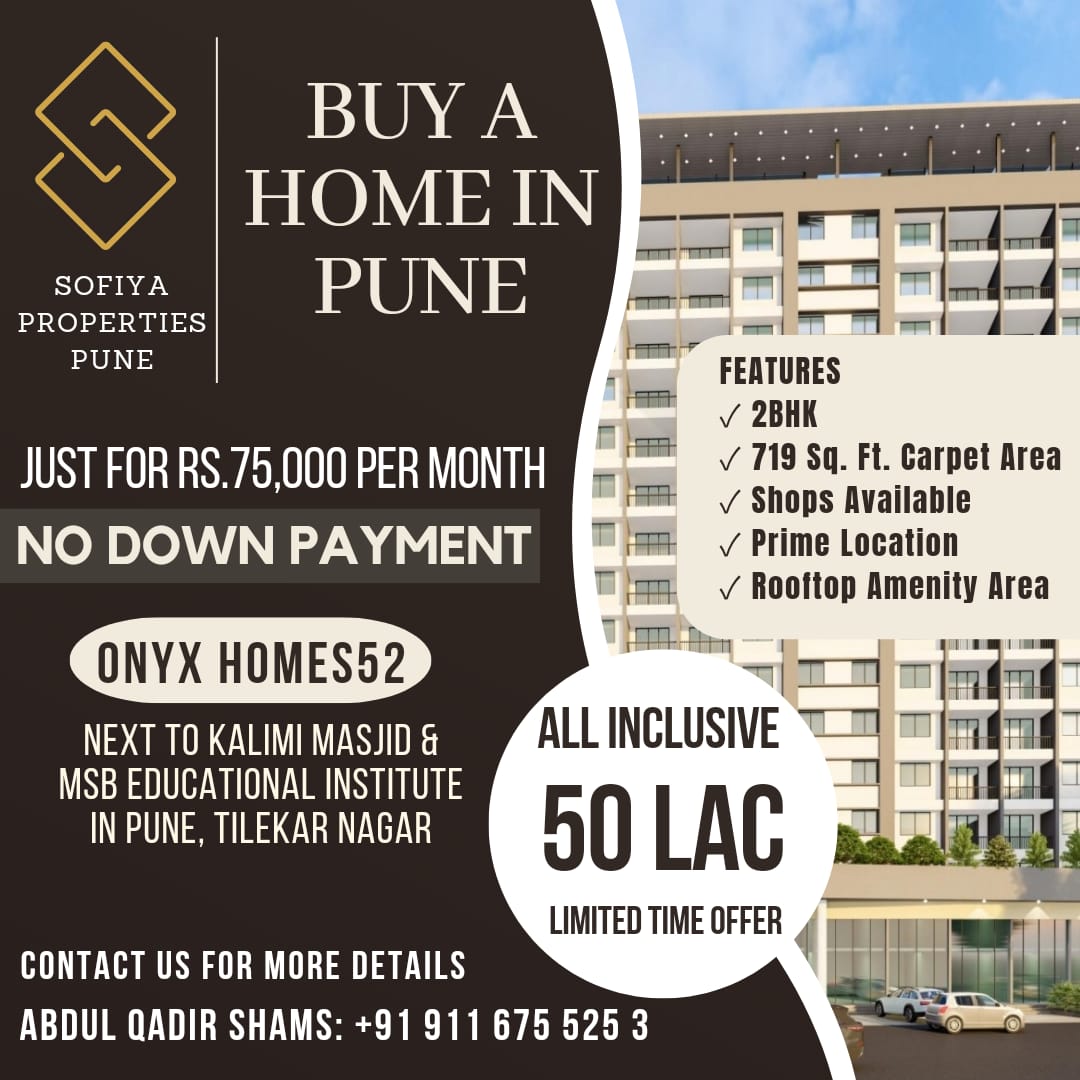 SOFIYA
PROPERTIES
PUNE
BUY A
HOME IN
PUNE
JUST FOR RS.75,000 PER MONTH
NO DOWN PAYMENT
ONYX HOMES52
NEXT TO KALIMI MASJID &
MSB EDUCATIONAL INSTITUTE
IN PUNE, TILEKAR NAGAR
FEATURES
✓ 2BHK
✓ 719 Sq. Ft. Carpet Area
✓ Shops Available
✓ Prime Location
✓ Rooftop Amenity Area
ALL INCLUSIVE
50 LAC
LIMITED TIME OFFER
CONTACT US FOR MORE DETAILS
ABDUL QADIR SHAMS: +91 911 675 525 3